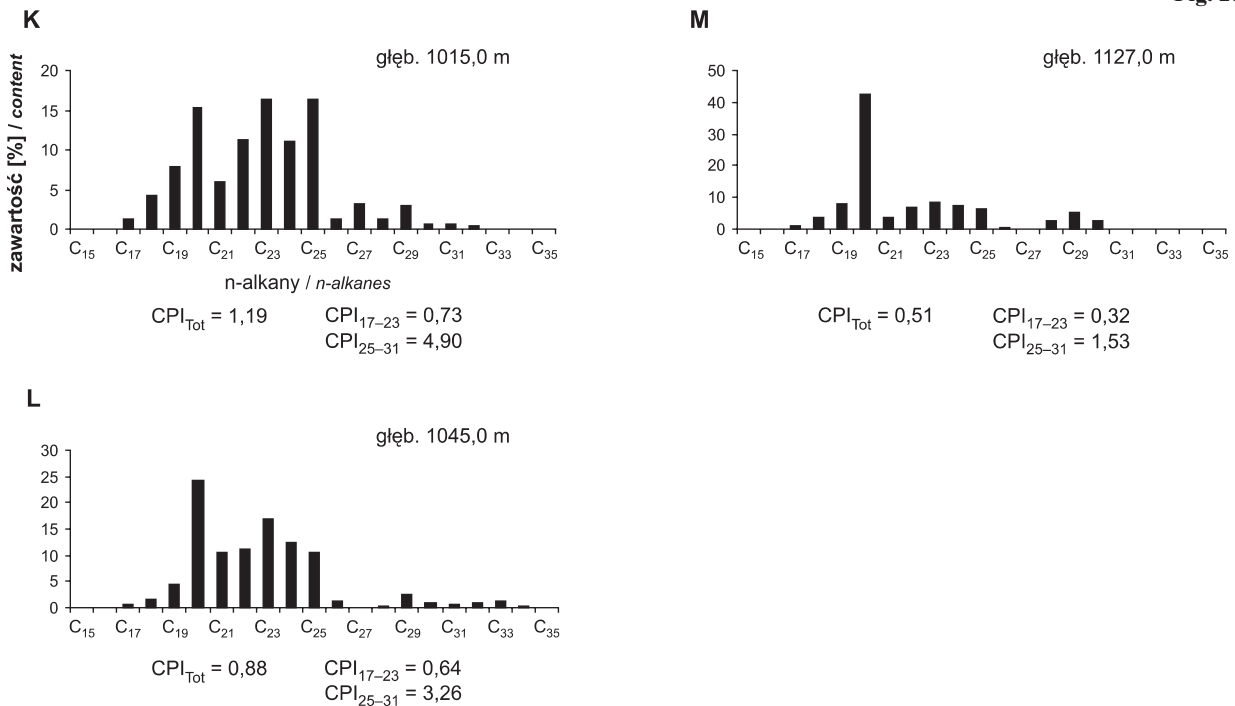 K
głęb. 1015,0 m
zawartość [%] / content
20
15
10
5
0
C15 C17 C19 C21 C23 C25 C27 C29 C31 C33 C35
n-alkany / n-alkanes
CPITot = 1,19 CPI17–23 = 0,73
CPI25–31 = 4,90
M
głęb. 1127,0 m
50
40
30
20
10
0
C15 C17 C19 C21 C23 C25 C27 C29 C31 C33 C35
CPITot = 0,51 CPI17–23 = 0,32
CPI25–31 = 1,53
L
głęb. 1045,0 m
30
25
20
15
10
5
0
C15 C17 C19 C21 C23 C25 C27 C29 C31 C33 C35
CPITot = 0,88 CPI17–23 = 0,64
CPI25–31 = 3,26